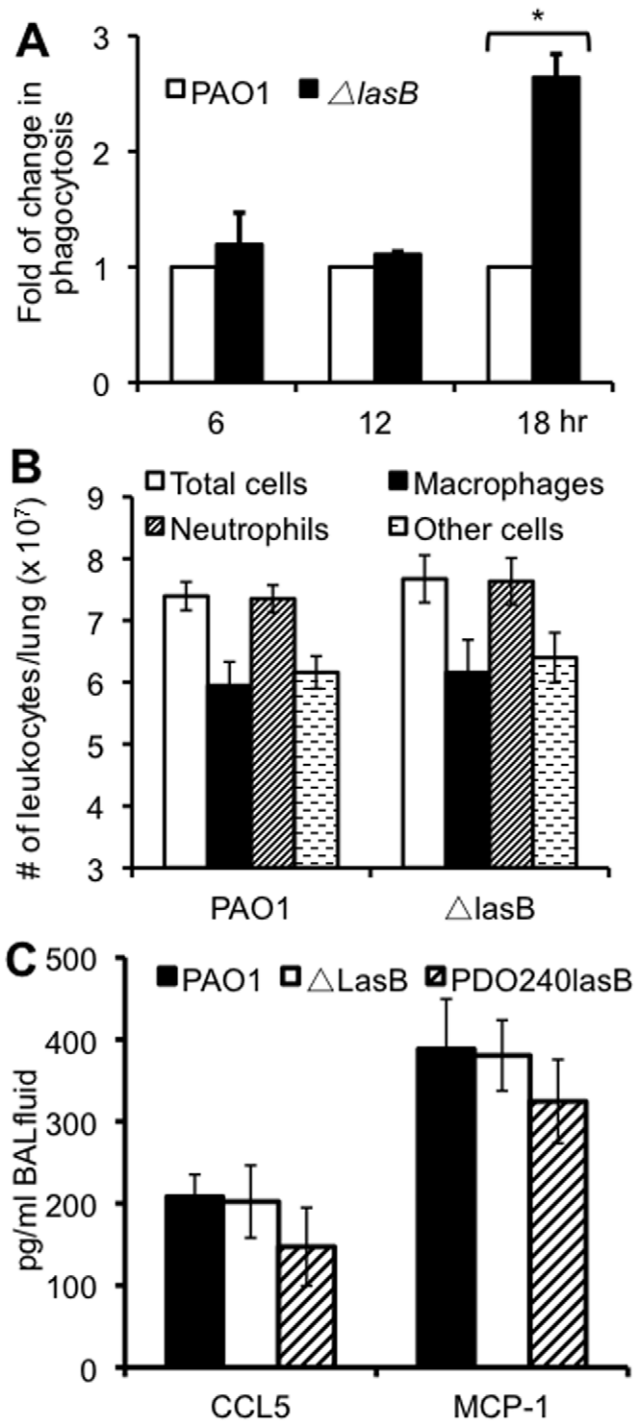 A
Fold of change in phagocytosis
3
2
1
0
PAO1 △lasB
*
6 12 18 hr
B
# of leukocytes/lung (x 10⁷)
Total cells Macrophages
Neutrophils Other cells
9
8
7
6
5
4
3
PAO1 △lasB
C
pg/ml BALfluid
500
400
300
200
100
0
PAO1 △LasB PDO240lasB
CCL5 MCP-1